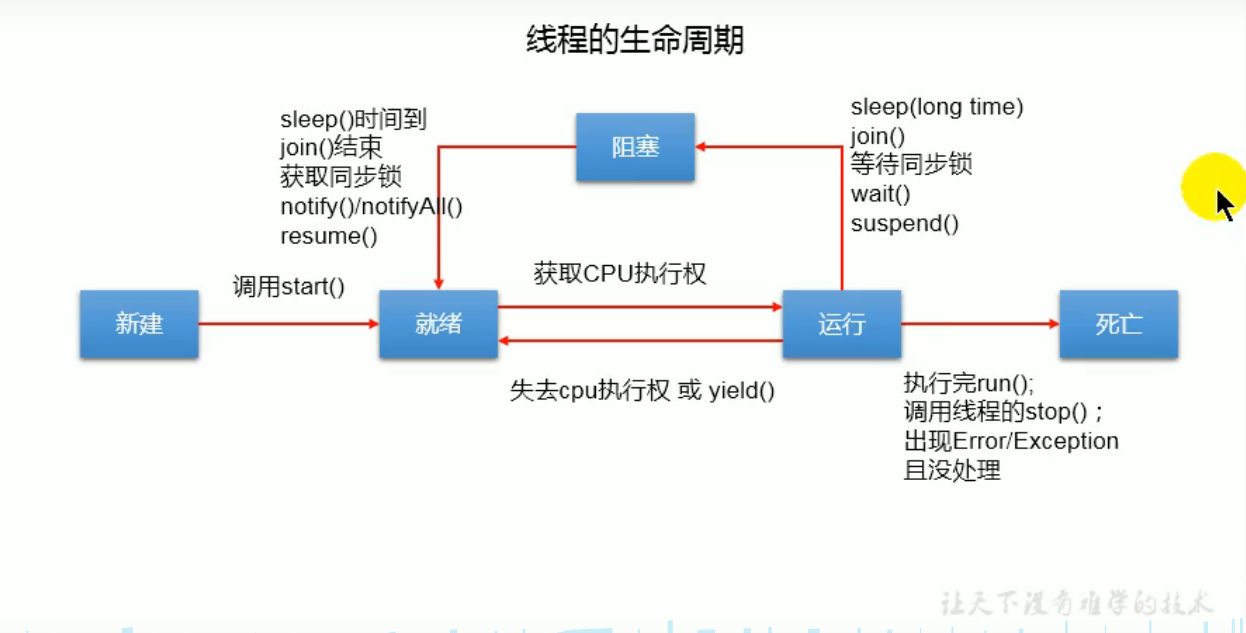 线程的生命周期
sleep()时间到
join()结束
获取同步锁
notify()/notifyAll()
resume()
阻塞
sleep(long time)
join()
等待同步锁
wait()
suspend()
调用start()
获取CPU执行权
新建
就绪
运行
死亡
失去cpu执行权 或 yield()
执行完run();
调用线程的stop()；
出现Error/Exception
且没处理
让天下没有难学的技术